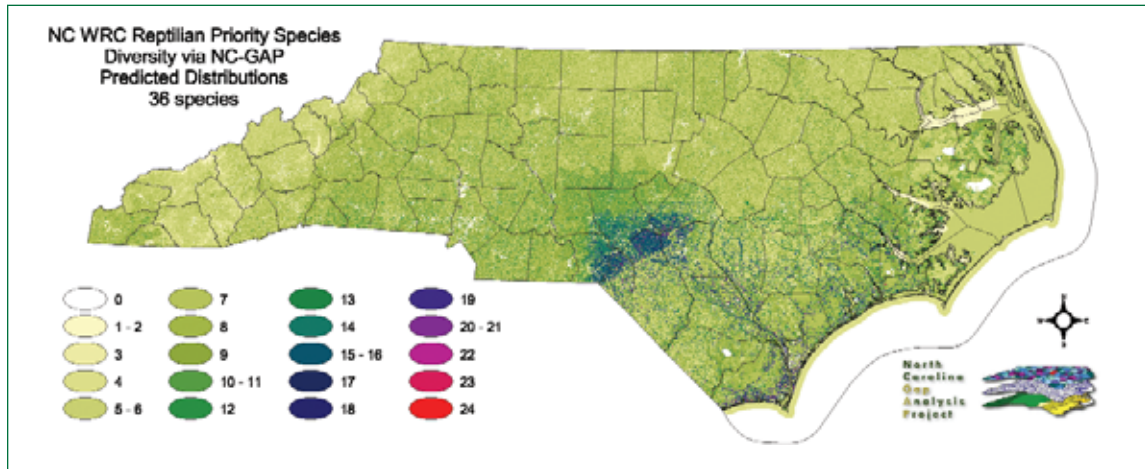 NC WRC Reptilian Priority Species
Diversity via NC-GAP
Predicted Distributions
36 species
0
1 - 2
3
4
5 - 6
7
8
9
10 - 11
12
13
14
15 - 16
17
18
19
20 - 21
22
23
24
North
Carolina
Gap
Analysis
Project